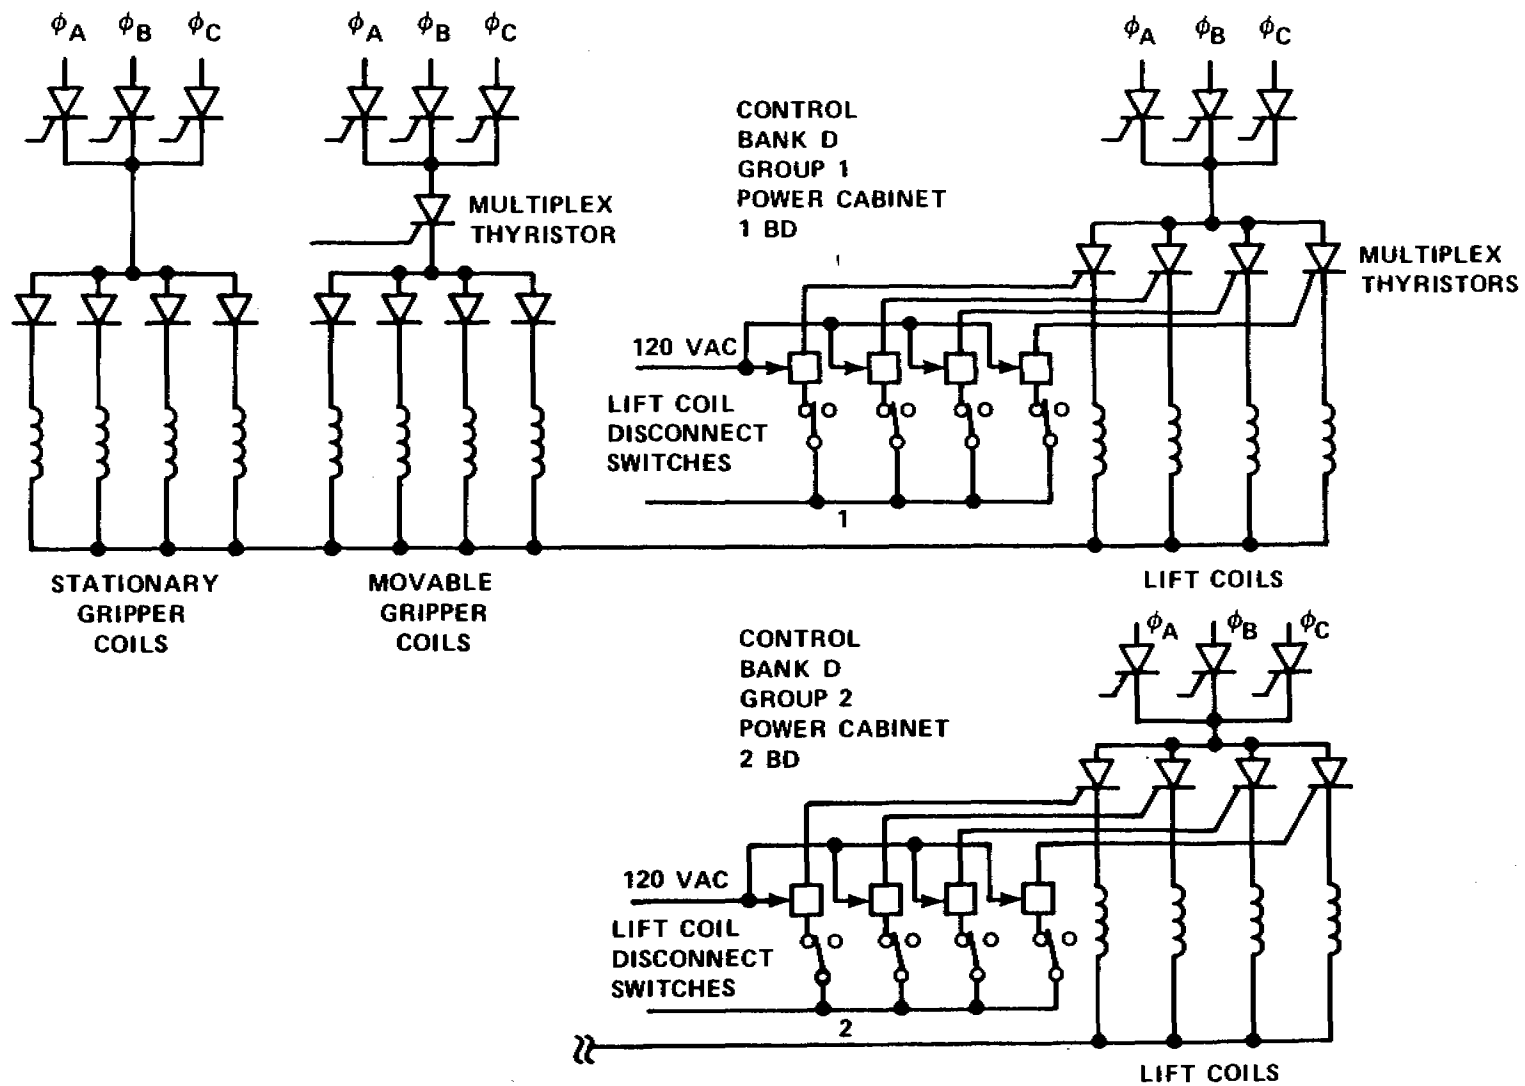 ϕA ϕB ϕC
ϕA ϕB ϕC
ϕA ϕB ϕC
CONTROL
BANK D
GROUP 1
POWER CABINET
1 BD
MULTIPLEX
THYRISTOR
MULTIPLEX
THYRISTORS
120 VAC
LIFT COIL
DISCONNECT
SWITCHES
1
STATIONARY
GRIPPER
COILS
MOVABLE
GRIPPER
COILS
LIFT COILS
CONTROL
BANK D
GROUP 2
POWER CABINET
2 BD
ϕA ϕB ϕC
120 VAC
LIFT COIL
DISCONNECT
SWITCHES
2
LIFT COILS